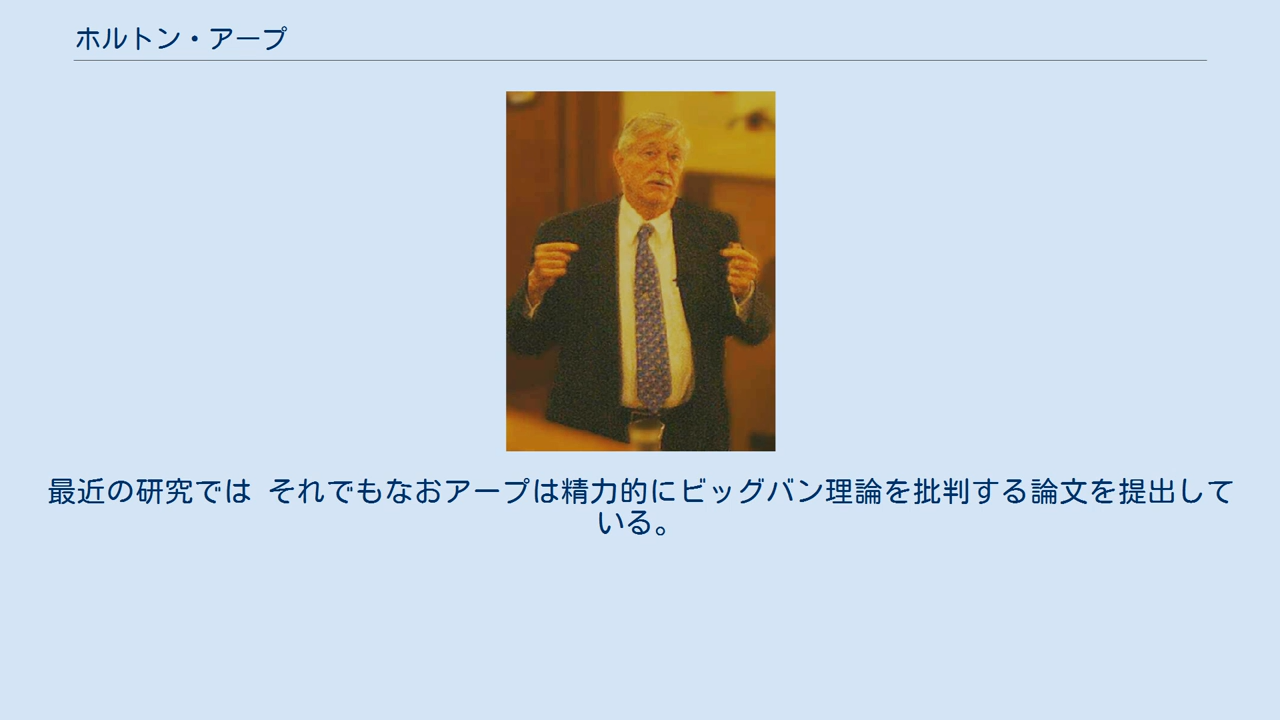 ホルトン・アープ
最近の研究では それでもなおアープは精力的にビッグバン理論を批判する論文を提出して
いる。